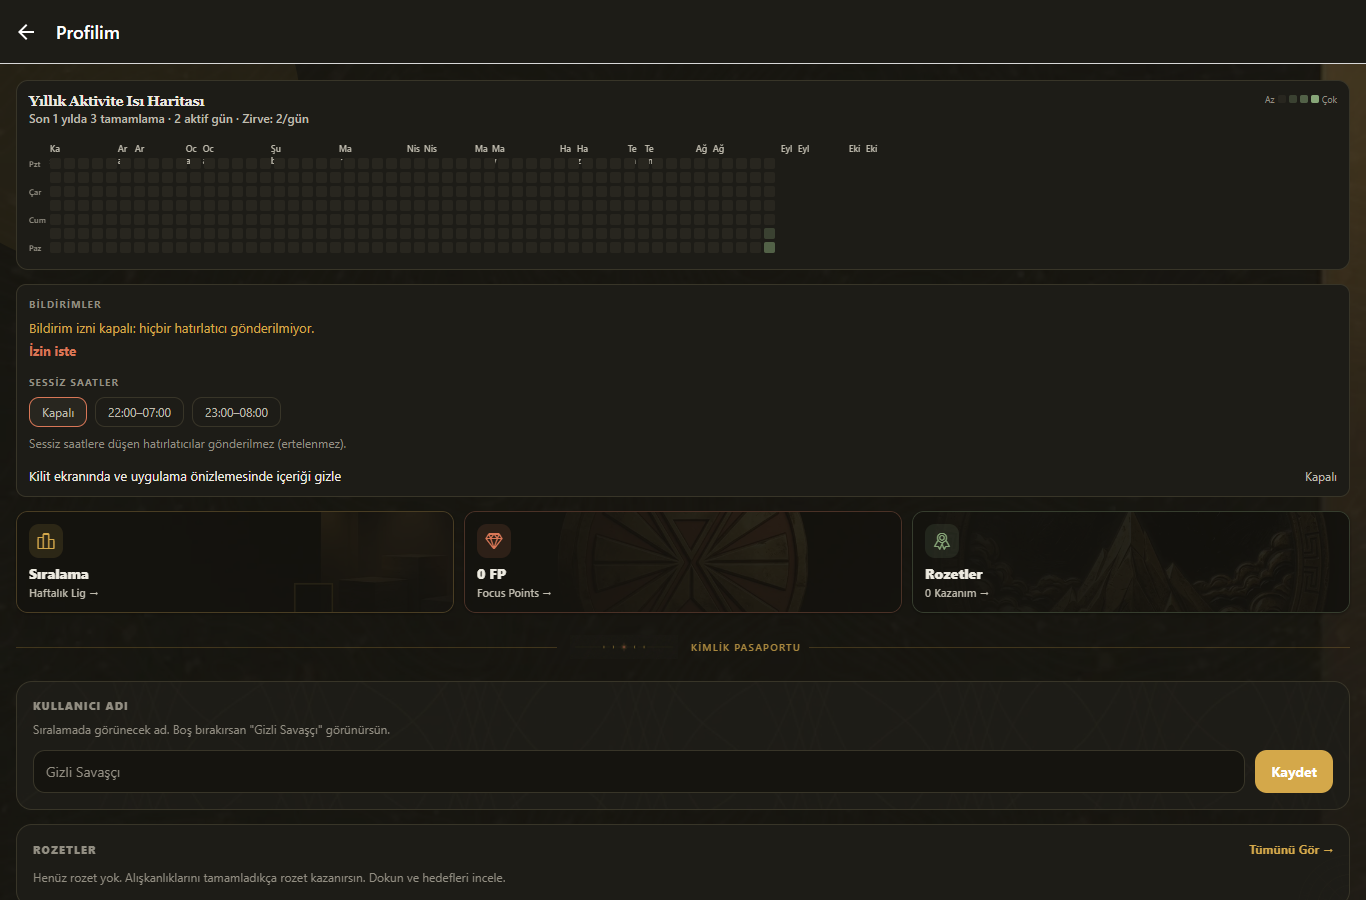 Profilim
Yıllık Aktivite Isı Haritası
Son 1 yılda 3 tamamlama · 2 aktif gün · Zirve: 2/gün
Az Çok
Ka Ar Ar Oc Oc Şu Ma Nis Nis Ma Ma Ha Ha Te Te Ağ Ağ Eyl Eyl Eki Eki
Pzt
Çar
Cum
Paz
BİLDİRİMLER
Bildirim izni kapalı: hiçbir hatırlatıcı gönderilmiyor.
İzin iste
SESSİZ SAATLER
Kapalı 22:00–07:00 23:00–08:00
Sessiz saatlere düşen hatırlatıcılar gönderilmez (ertelenmez).
Kilit ekranında ve uygulama önizlemesinde içeriği gizle Kapalı
Sıralama
Haftalık Lig →
0 FP
Focus Points →
Rozetler
0 Kazanım →
KİMLİK PASAPORTU
KULLANICI ADI
Sıralamada görünecek ad. Boş bırakırsan "Gizli Savaşçı" görünürsün.
Gizli Savaşçı
Kaydet
ROZETLER
Tümünü Gör →
Henüz rozet yok. Alışkanlıklarını tamamladıkça rozet kazanırsın. Dokun ve hedefleri incele.